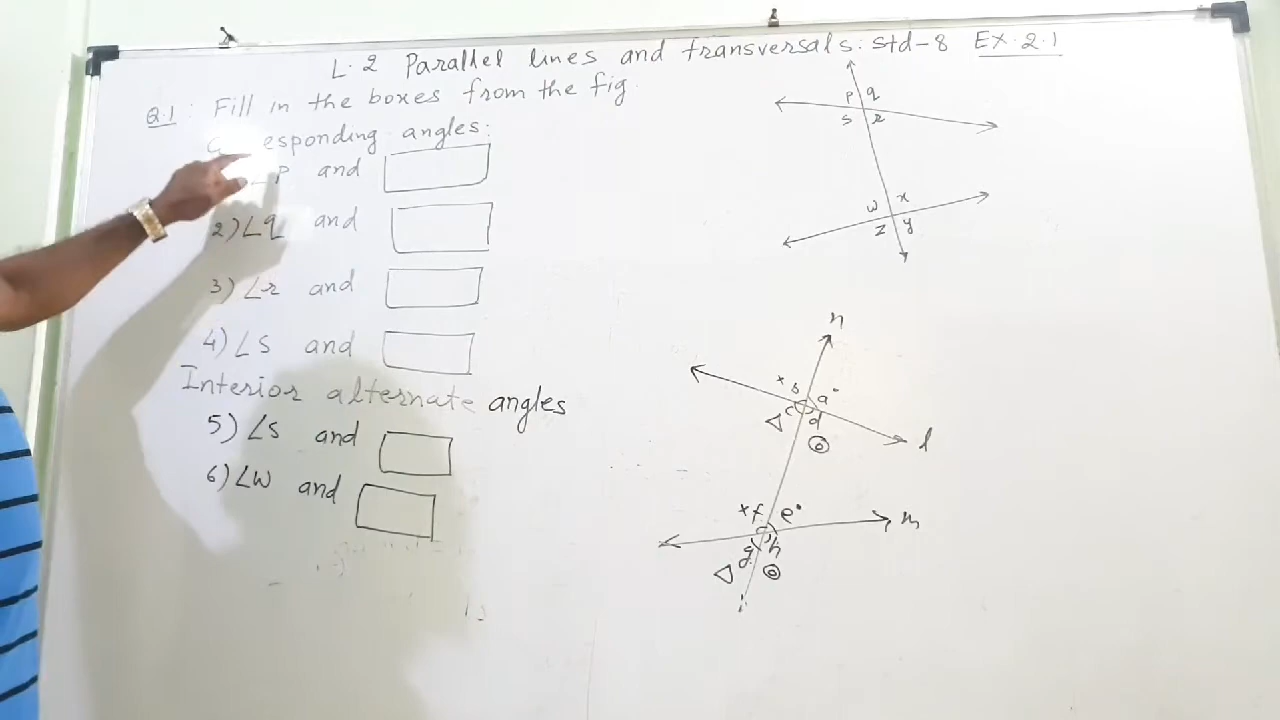 L.2 Parallel lines and transversals: std-8 EX.2.1
Q.1: Fill in the boxes from the fig.
esponding angles:
P and
2) ∠q and
3) ∠r and
4) ∠s and
Interior alternate angles
5) ∠s and
6) ∠w and
p q
s r
w x
z y
n
b a
c d
l
f e
m
g h